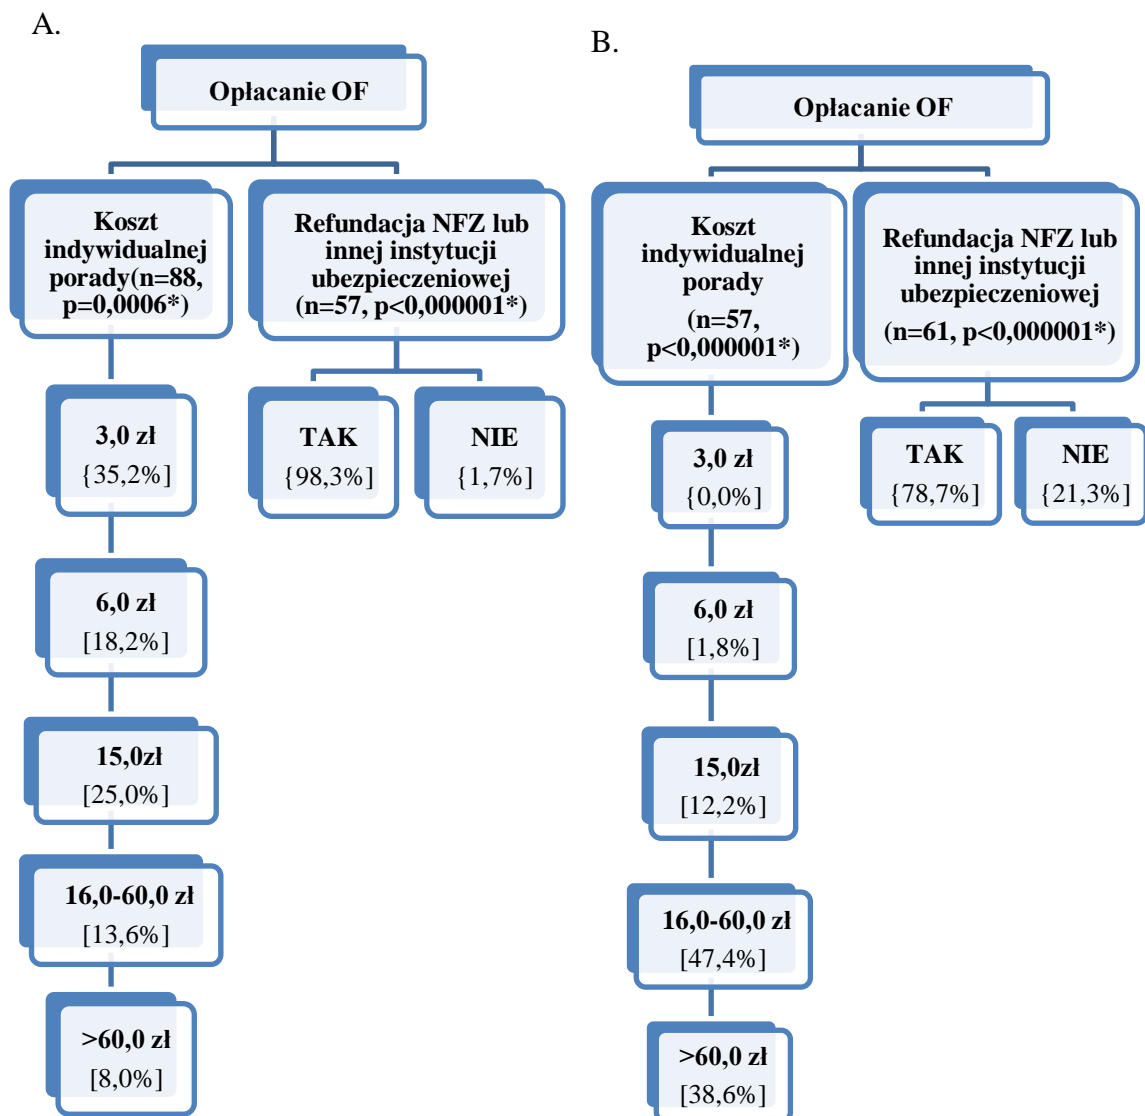 A.
Opłacanie OF
Koszt
indywidualnej
porady(n=88,
p=0,0006*)
Refundacja NFZ lub
innej instytucji
ubezpieczeniowej
(n=57, p<0,000001*)
3,0 zł
{35,2%]
TAK
{98,3%]
NIE
{1,7%]
6,0 zł
[18,2%]
15,0zł
[25,0%]
16,0-60,0 zł
[13,6%]
>60,0 zł
[8,0%]
B.
Opłacanie OF
Koszt
indywidualnej
porady
(n=57,
p<0,000001*)
Refundacja NFZ lub
innej instytucji
ubezpieczeniowej
(n=61, p<0,000001*)
3,0 zł
{0,0%]
TAK
{78,7%]
NIE
{21,3%]
6,0 zł
[1,8%]
15,0zł
[12,2%]
16,0-60,0 zł
[47,4%]
>60,0 zł
[38,6%]